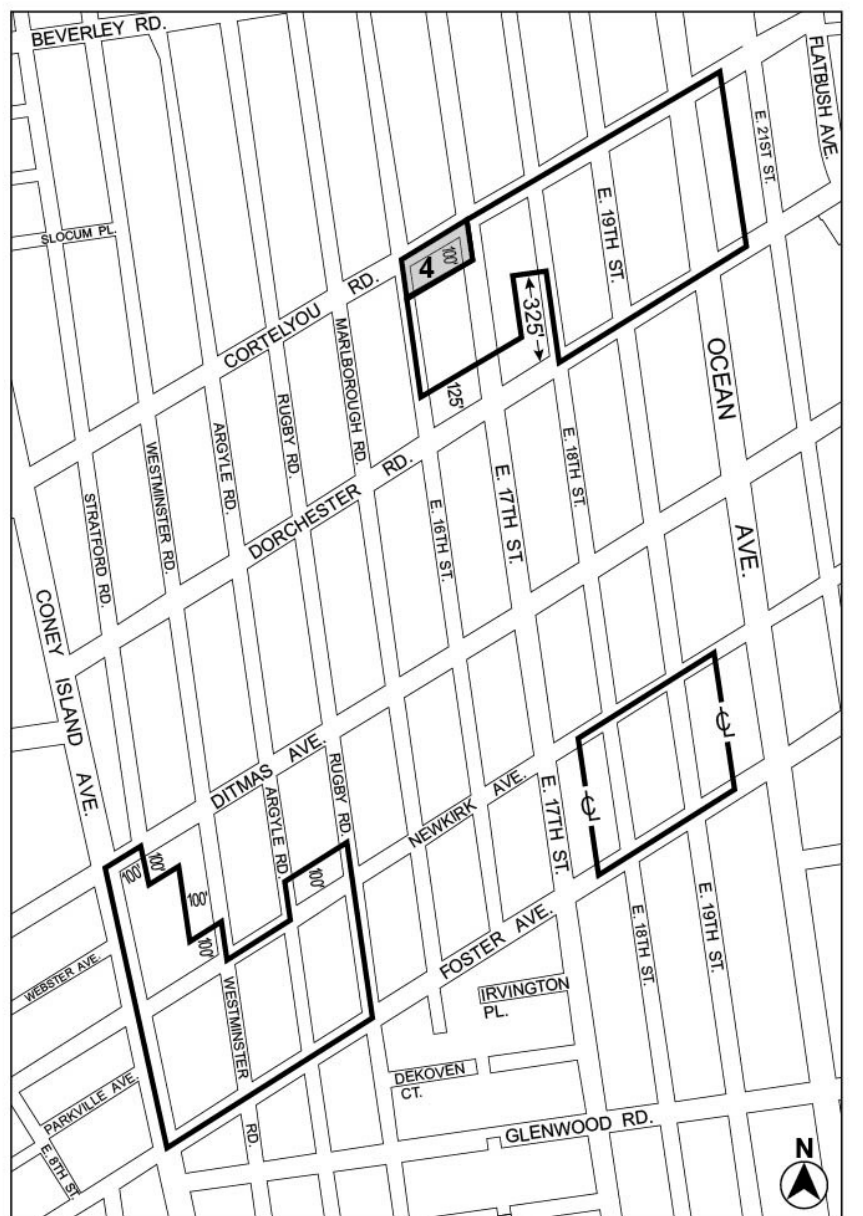 BEVERLEY RD.
FLATBUSH AVE.
E. 21ST ST.
E. 19TH ST.
SLOCUM PL.
100'
4
CORTELYOU RD.
325'
MARLBOROUGH RD.
OCEAN AVE.
125'
RUGBY RD.
ARGYLE RD.
WESTMINSTER RD.
STRATFORD RD.
DORCHESTER RD.
E. 16TH ST.
E. 17TH ST.
E. 18TH ST.
CONEY ISLAND AVE.
DITMAS AVE.
RUGBY RD.
ARGYLE RD.
NEWKIRK AVE.
E. 17TH ST.
100'
100'
100'
100'
100'
E. 18TH ST.
E. 19TH ST.
FOSTER AVE.
WEBSTER AVE.
WESTMINSTER RD.
IRVINGTON
PL.
DEKOVEN
CT.
PARKVILLE AVE.
E. 8TH ST.
GLENWOOD RD.
N